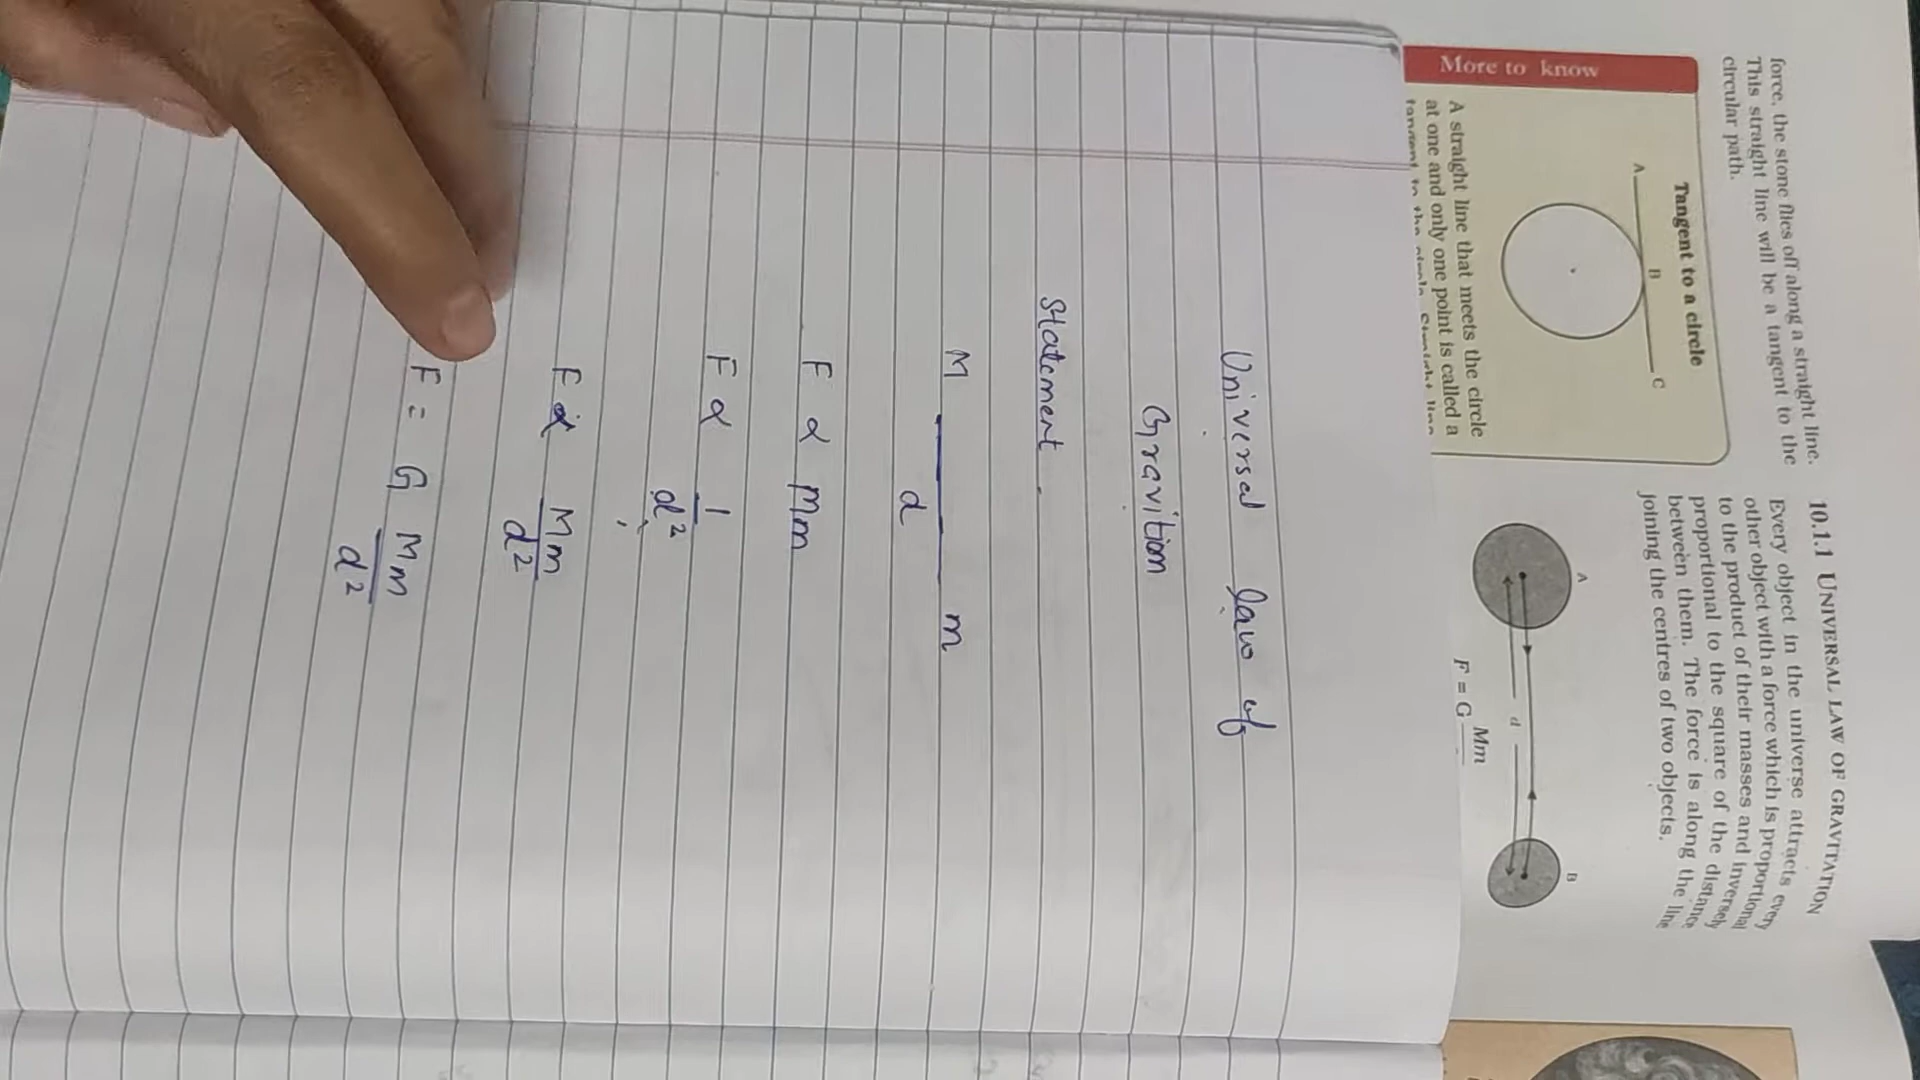 force, the stone flies off along a straight line.
This straight line will be a tangent to the
circular path.
More to know
Tangent to a circle
A
B
C
A straight line that meets the circle
at one and only one point is called a
10.1.1 UNIVERSAL LAW OF GRAVITATION
Every object in the universe attracts every
other object with a force which is proportional
to the product of their masses and inversely
proportional to the square of the distance
between them. The force is along the line
joining the centres of two objects.
A
B
d
F = G Mm
Universal law of
Gravition
Statement.
M m
d
F α Mm
F α 1
d²
F α Mm
d²
F = G Mm
d²